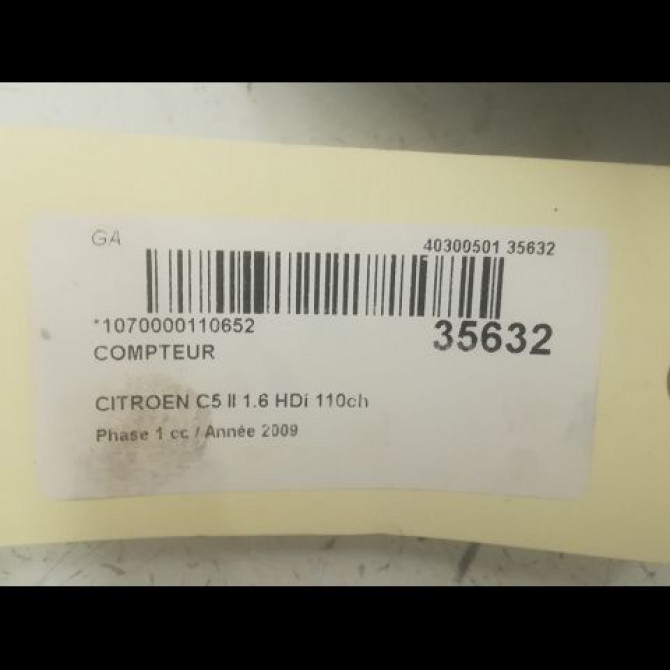 GA
40300501 35632
*1070000110652
35632
COMPTEUR
CITROEN C5 II 1.6 HDi 110ch
Phase 1 cc / Année 2009